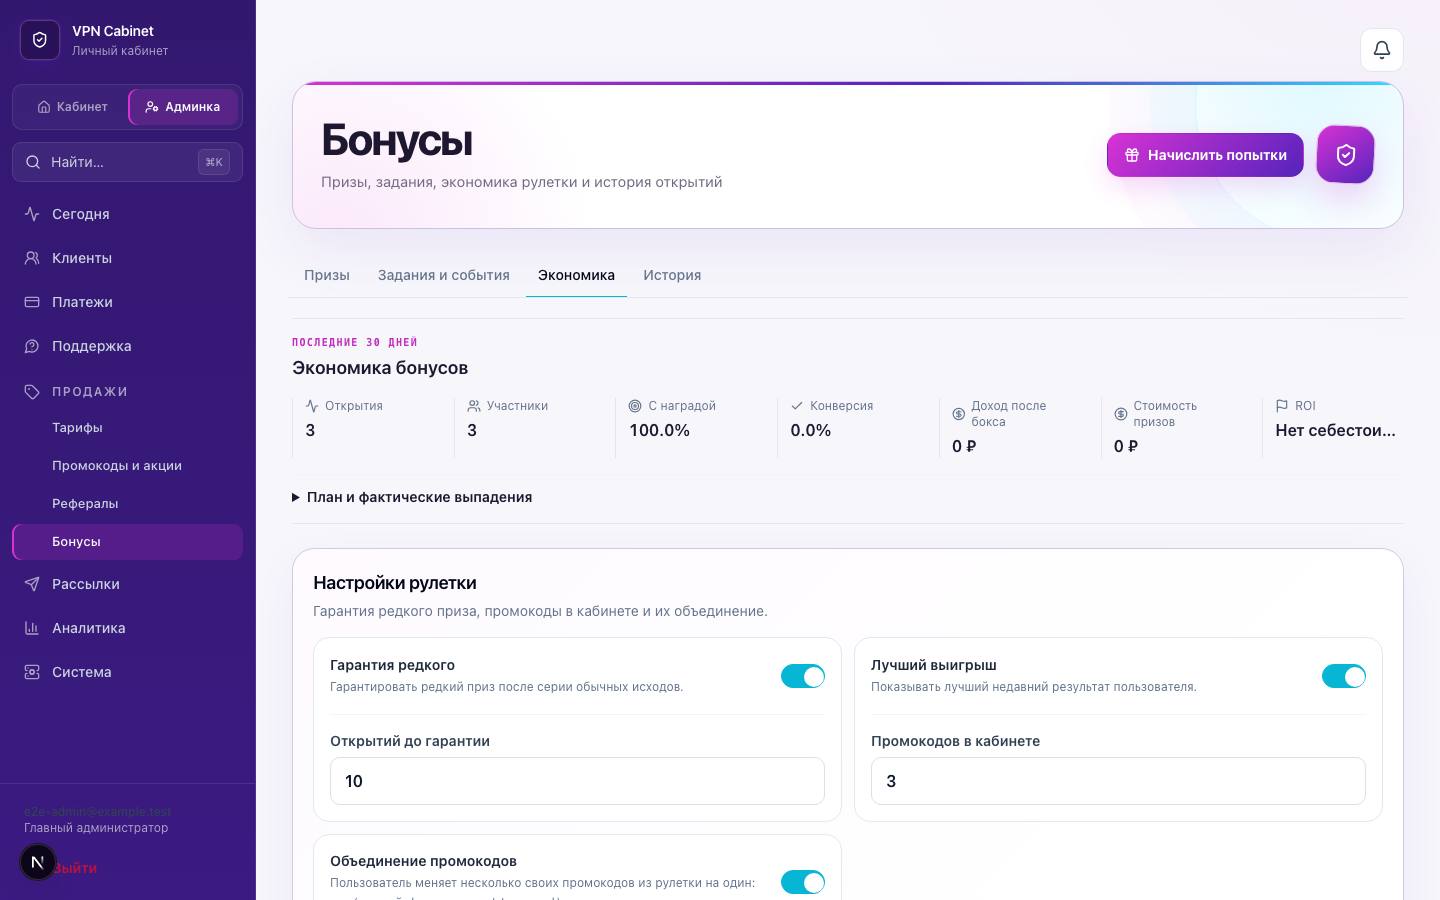 VPN Cabinet
Личный кабинет
Кабинет
Админка
Найти...
⌘K
Сегодня
Клиенты
Платежи
Поддержка
ПРОДАЖИ
Тарифы
Промокоды и акции
Рефералы
Бонусы
Рассылки
Аналитика
Система
e2e-admin@example.test
Главный администратор
N
Выйти
Бонусы
Призы, задания, экономика рулетки и история открытий
Начислить попытки
Призы
Задания и события
Экономика
История
ПОСЛЕДНИЕ 30 ДНЕЙ
Экономика бонусов
Открытия
3
Участники
3
С наградой
100.0%
Конверсия
0.0%
Доход после
бокса
0 ₽
Стоимость
призов
0 ₽
ROI
Нет себестои...
План и фактические выпадения
Настройки рулетки
Гарантия редкого приза, промокоды в кабинете и их объединение.
Гарантия редкого
Гарантировать редкий приз после серии обычных исходов.
Открытий до гарантии
10
Лучший выигрыш
Показывать лучший недавний результат пользователя.
Промокодов в кабинете
3
Объединение промокодов
Пользователь меняет несколько своих промокодов из рулетки на один: